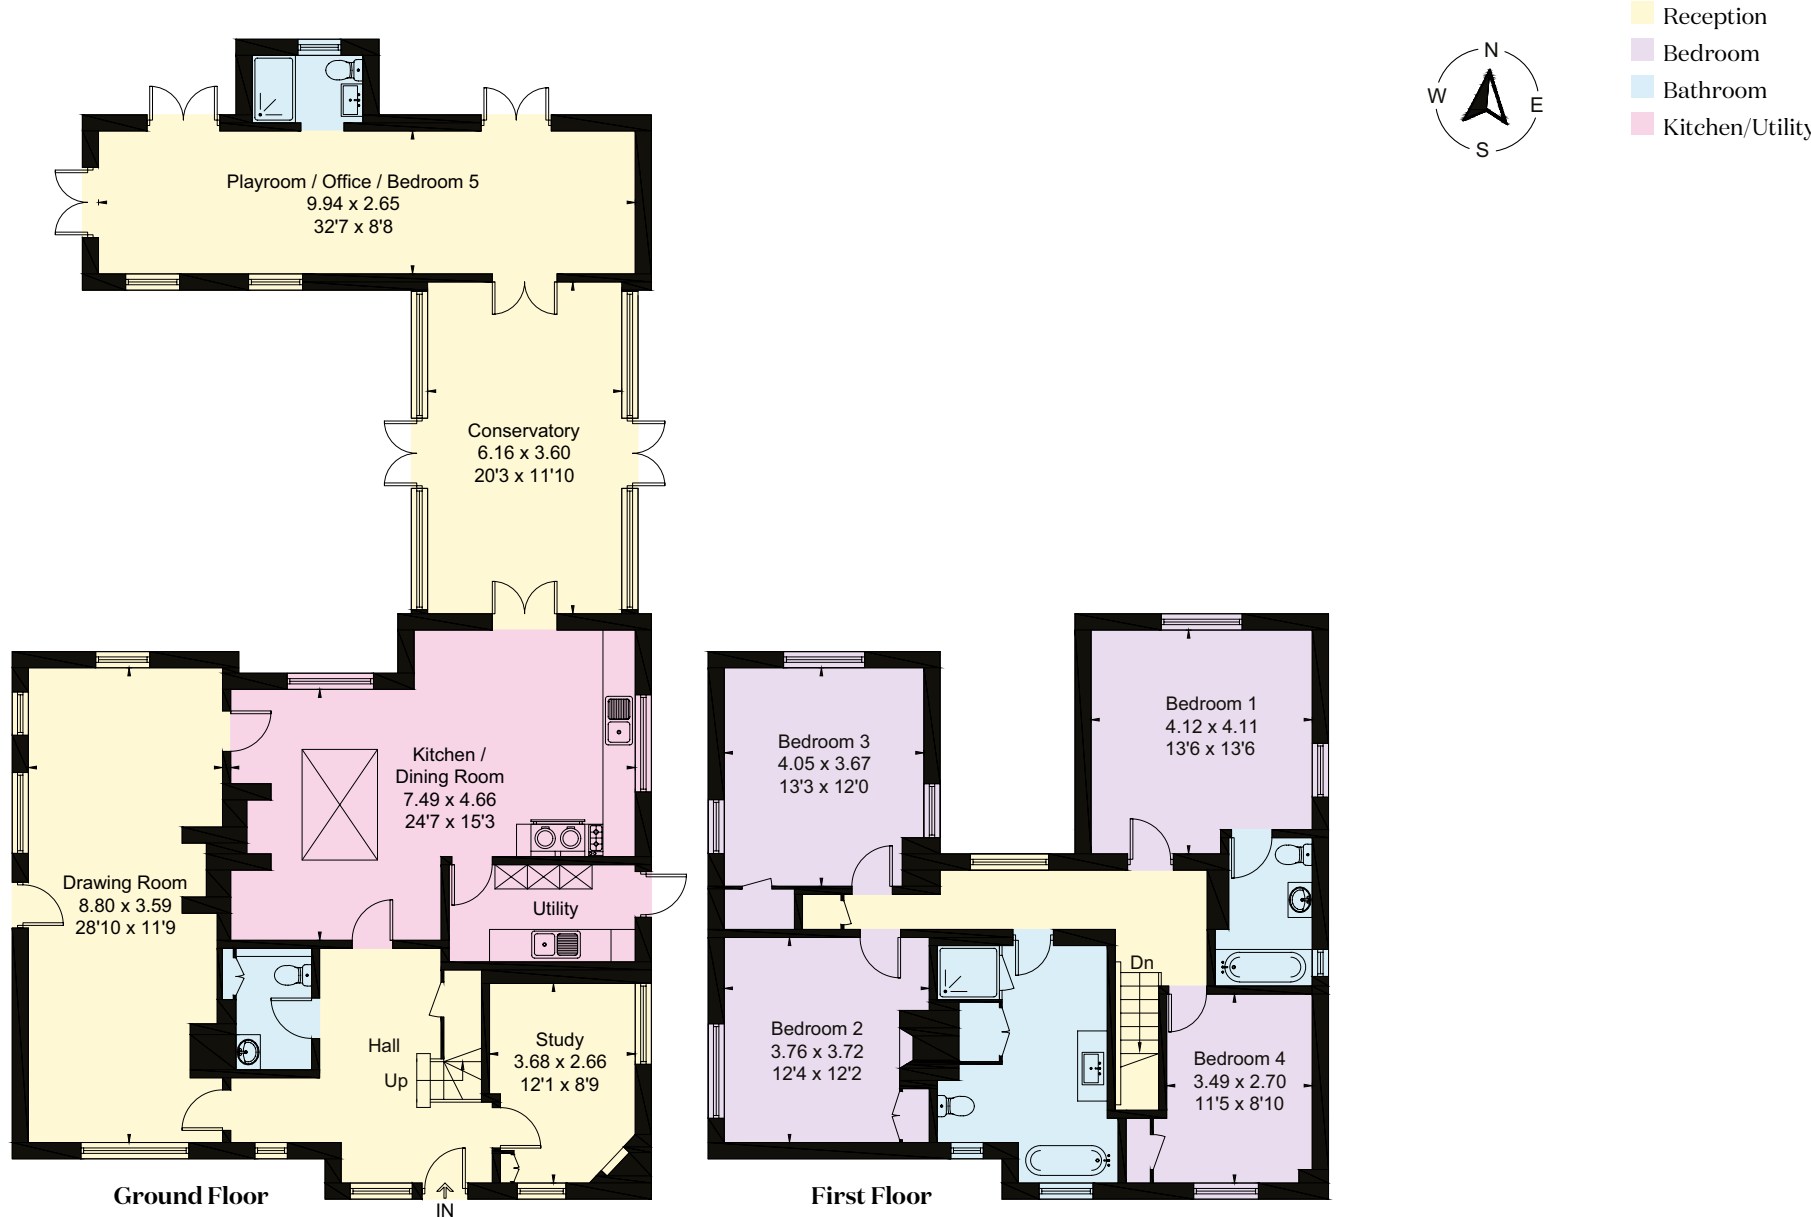 Reception
Bedroom
Bathroom
Kitchen/Utility
N
W
E
S
Playroom / Office / Bedroom 5
9.94 x 2.65
32'7 x 8'8
Conservatory
6.16 x 3.60
20'3 x 11'10
Kitchen /
Dining Room
7.49 x 4.66
24'7 x 15'3
Drawing Room
8.80 x 3.59
28'10 x 11'9
Utility
Hall
Up
Study
3.68 x 2.66
12'1 x 8'9
IN
Ground Floor
Bedroom 1
4.12 x 4.11
13'6 x 13'6
Bedroom 3
4.05 x 3.67
13'3 x 12'0
Dn
Bedroom 2
3.76 x 3.72
12'4 x 12'2
Bedroom 4
3.49 x 2.70
11'5 x 8'10
First Floor